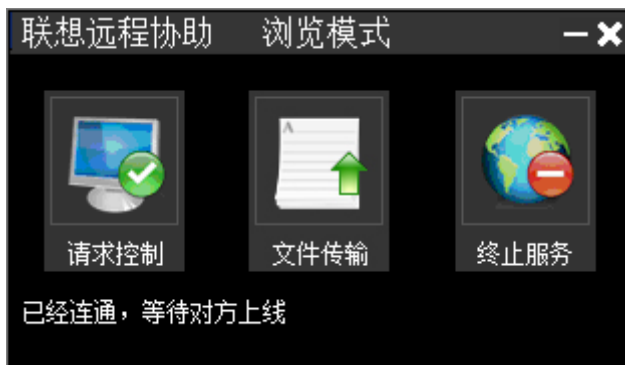 联想远程协助 浏览模式
请求控制 文件传输 终止服务
已经连通，等待对方上线